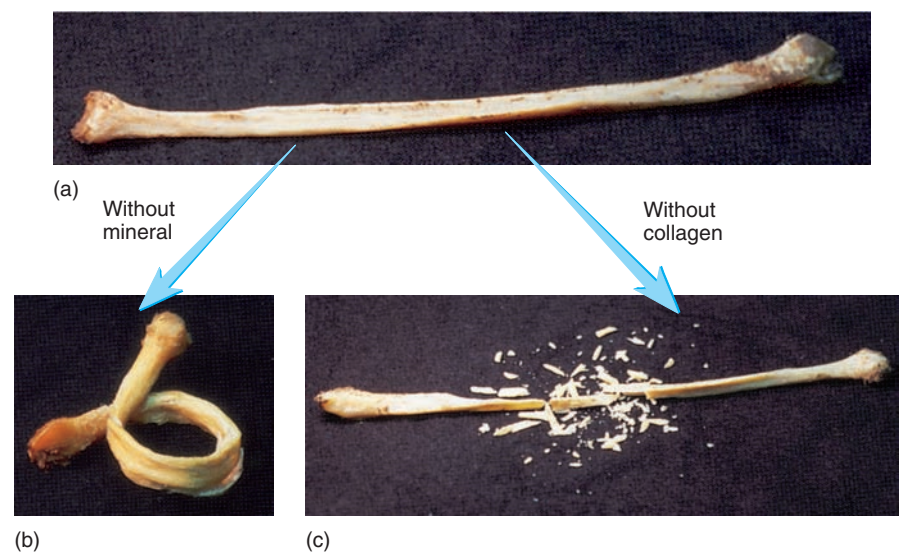 (a)
Without
mineral
Without
collagen
(b)
(c)